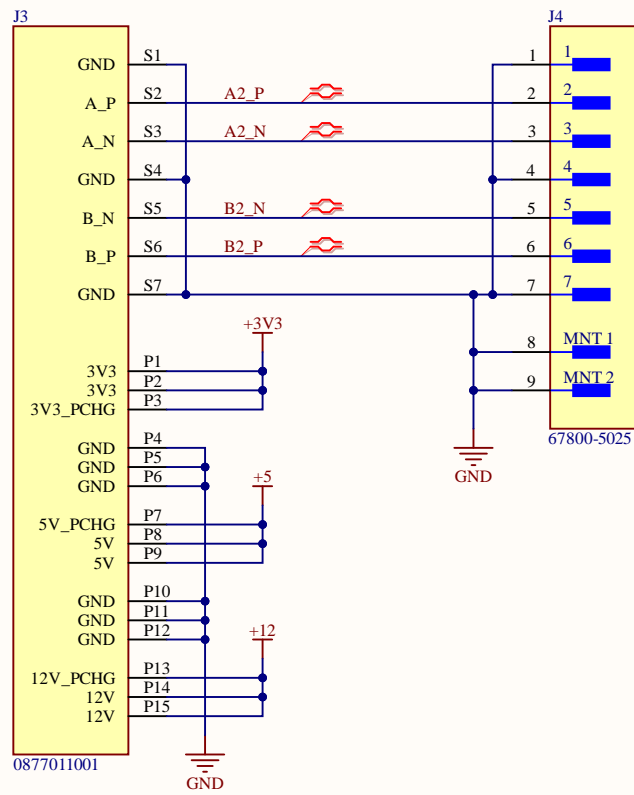 J3 J4
GND S1 1 1
A_P S2 A2_P 2 2
A_N S3 A2_N 3 3
GND S4 4 4
B_N S5 B2_N 5 5
B_P S6 B2_P 6 6
GND S7 7 7
+3V3
8 MNT 1
3V3 P1
3V3 P2 9 MNT 2
3V3_PCHG P3
67800-5025
GND P4
GND P5
GND
GND P6
+5
5V_PCHG P7
5V P8
5V P9
GND P10
GND P11
GND P12
+12
12V_PCHG P13
12V P14
12V P15
0877011001
GND